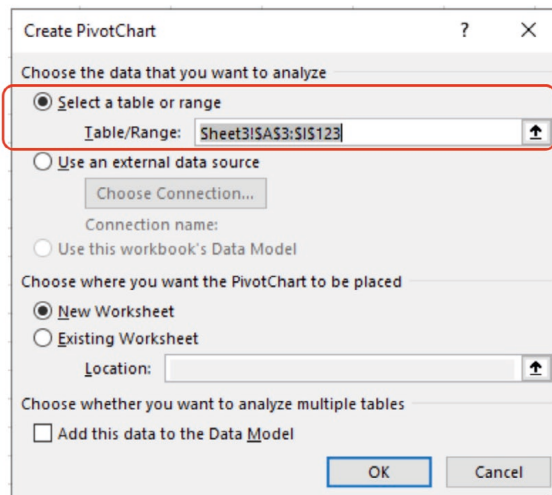 Create PivotChart ? ×
Choose the data that you want to analyze
Select a table or range
Table/Range: Sheet3!$A$3:$I$123
Use an external data source
Choose Connection...
Connection name:
Use this workbook's Data Model
Choose where you want the PivotChart to be placed
New Worksheet
Existing Worksheet
Location:
Choose whether you want to analyze multiple tables
Add this data to the Data Model
OK Cancel